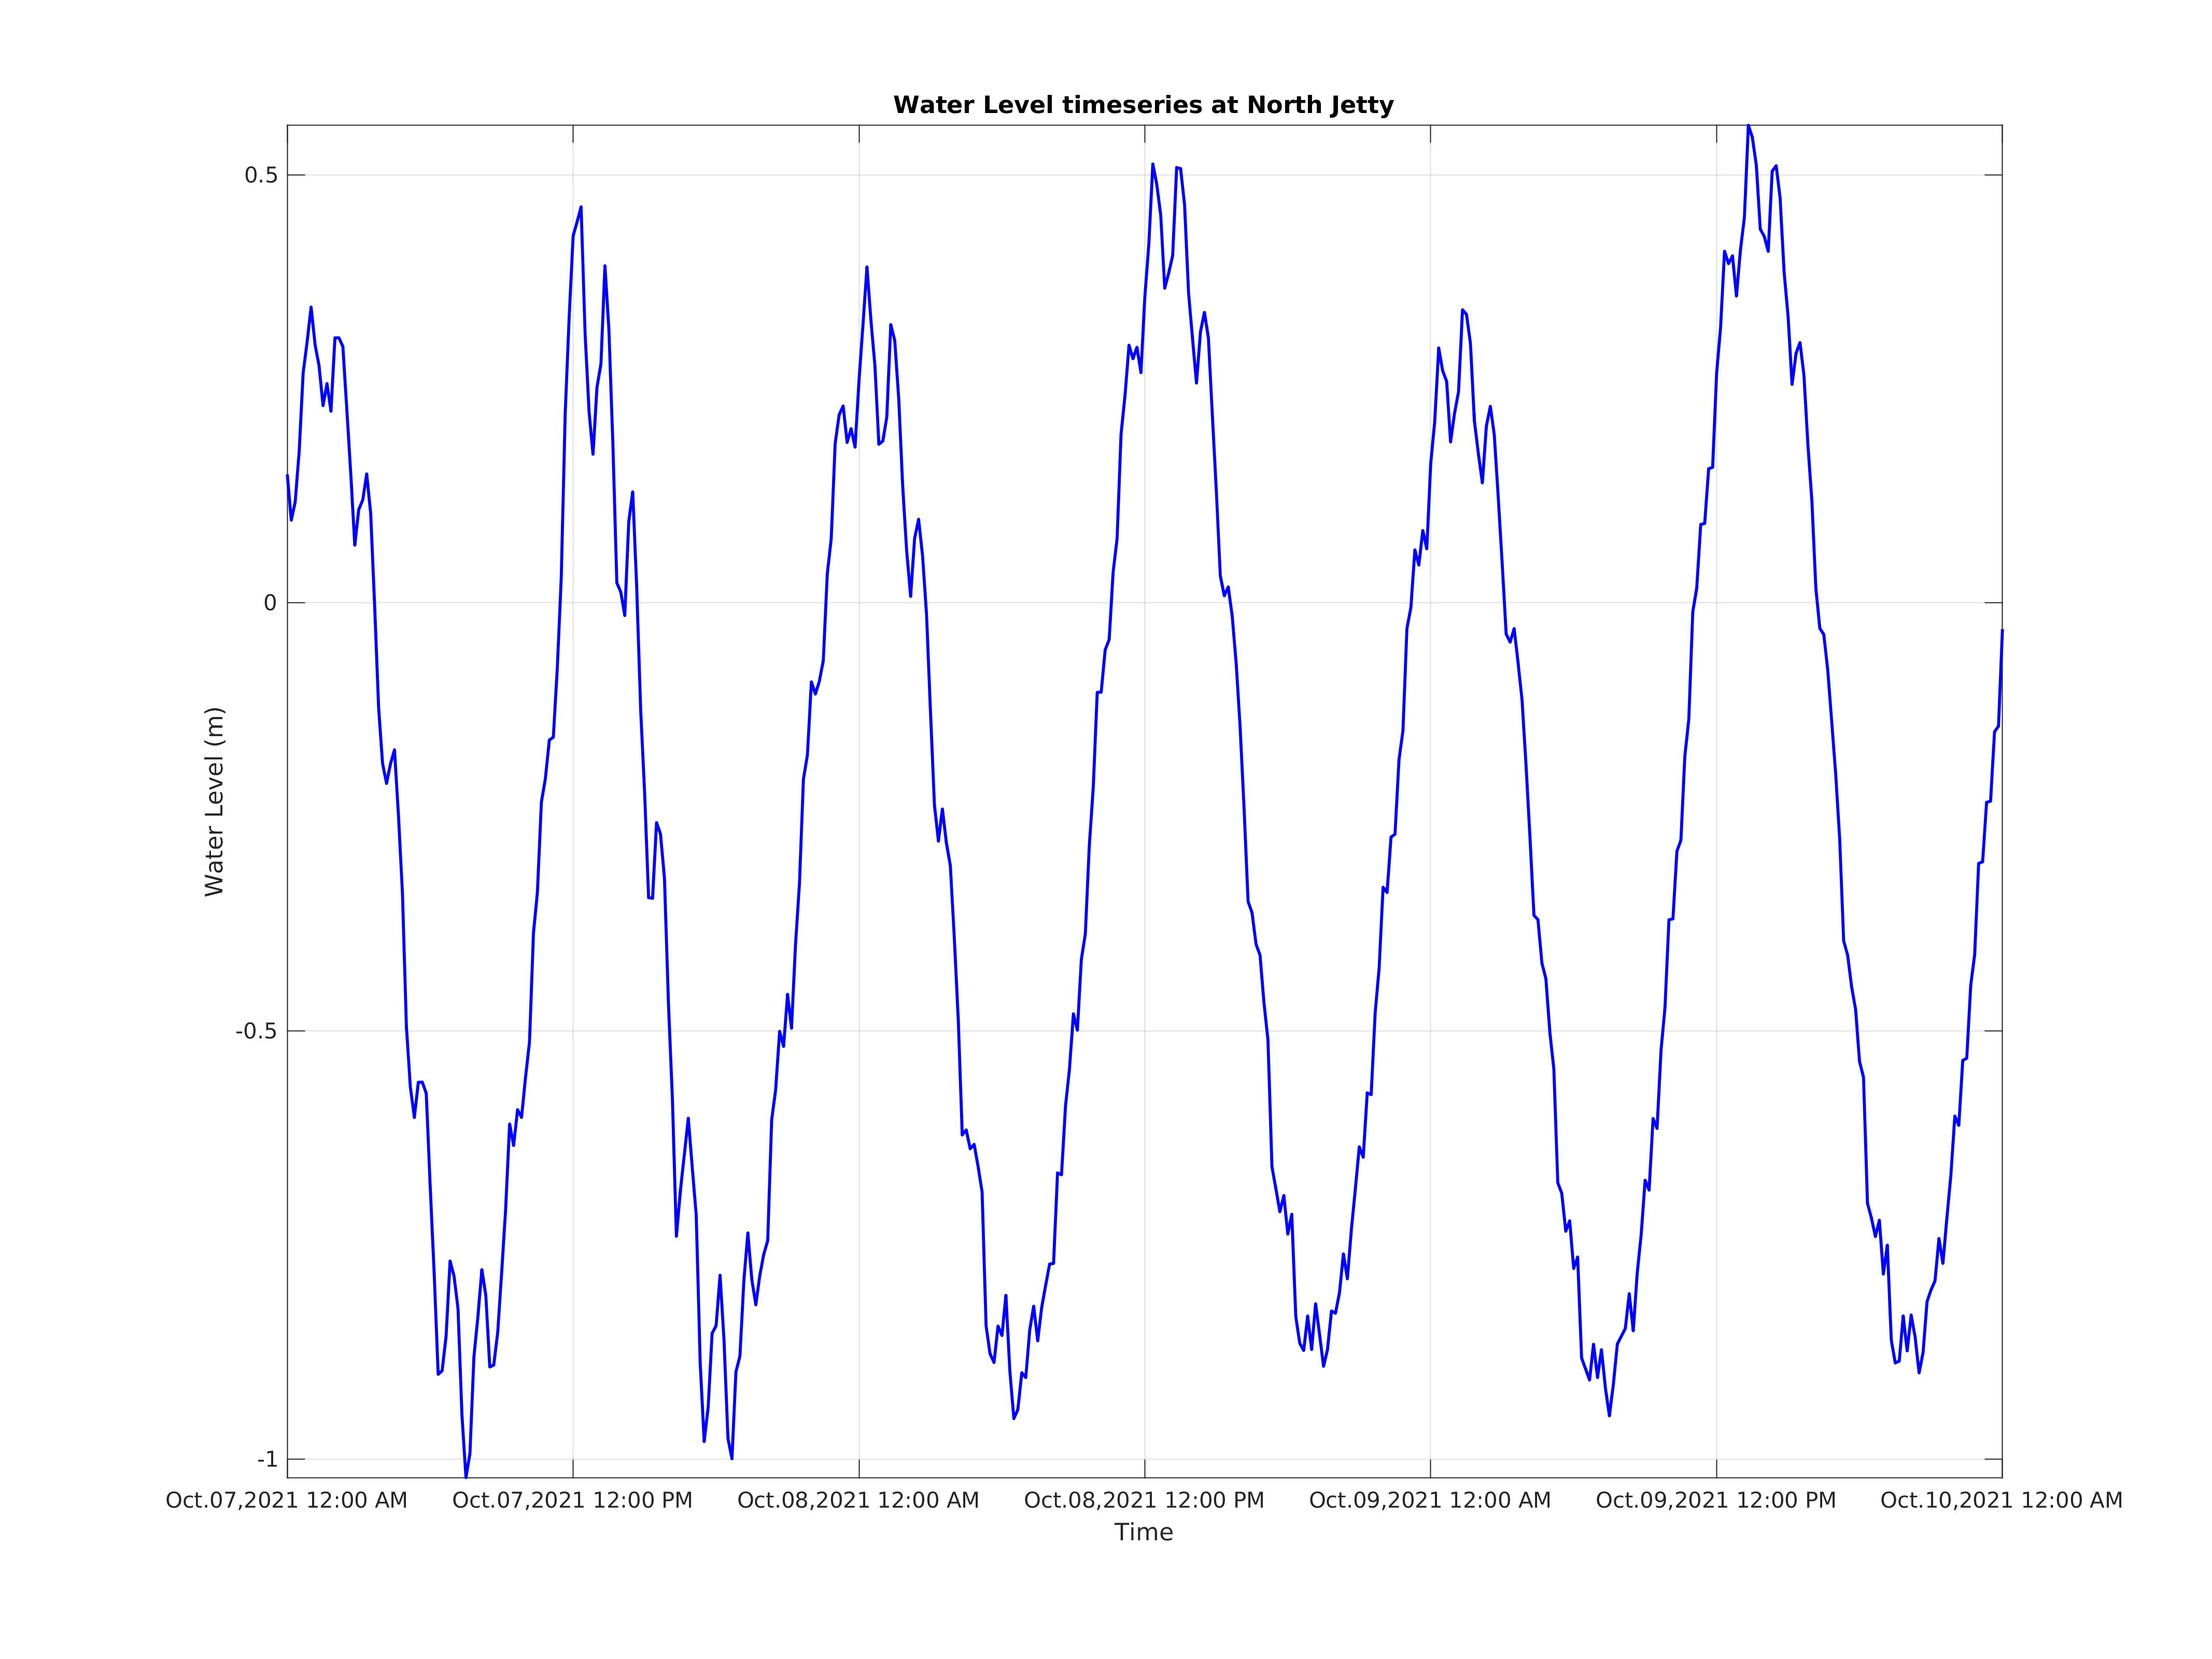 Water Level timeseries at North Jetty
0.5
0
-0.5
-1
Water Level (m)
Oct.07,2021 12:00 AM
Oct.07,2021 12:00 PM
Oct.08,2021 12:00 AM
Oct.08,2021 12:00 PM
Oct.09,2021 12:00 AM
Oct.09,2021 12:00 PM
Oct.10,2021 12:00 AM
Time